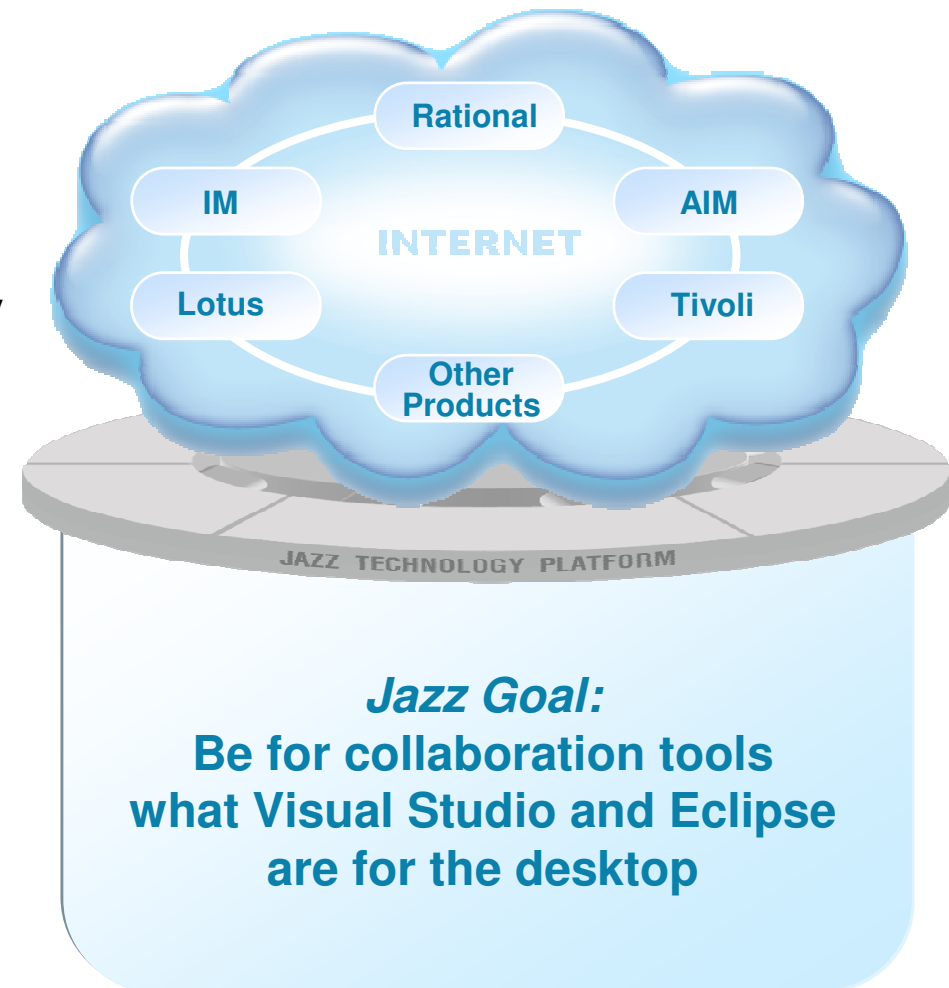 Rational
IM
AIM
INTERNET
Lotus
Tivoli
Other
Products
JAZZ TECHNOLOGY PLATFORM
Jazz Goal:
Be for collaboration tools
what Visual Studio and Eclipse
are for the desktop